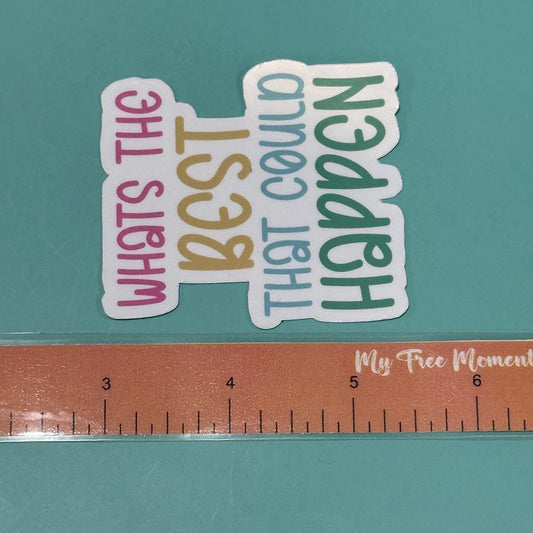 WHATS THE
BEST
THAT COULD
HAPPEN
My Free Moment
3 4 5 6